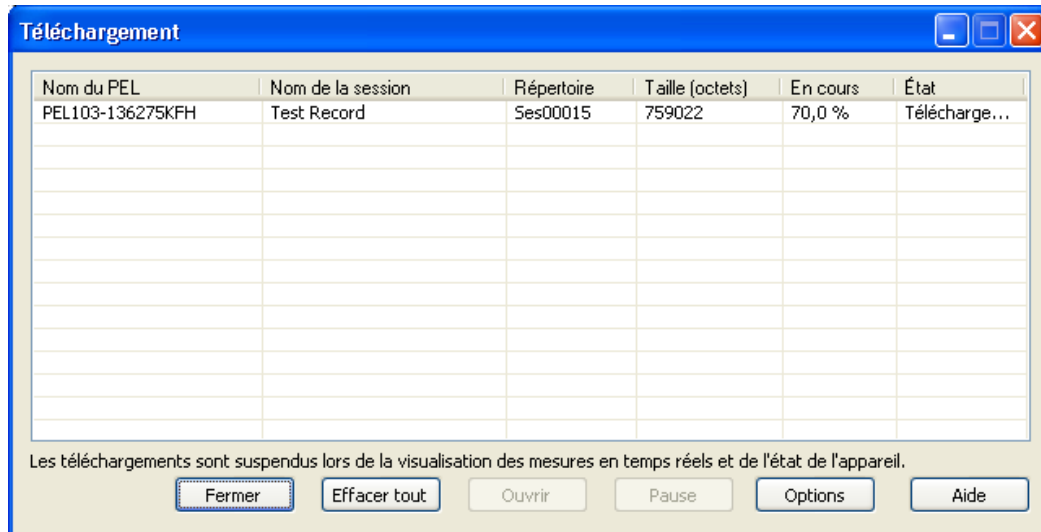 Téléchargement
Nom du PEL Nom de la session Répertoire Taille (octets) En cours État
PEL103-136275KFH Test Record Ses00015 759022 70,0 % Télécharge...
Les téléchargements sont suspendus lors de la visualisation des mesures en temps réels et de l'état de l'appareil.
Fermer Effacer tout Ouvrir Pause Options Aide